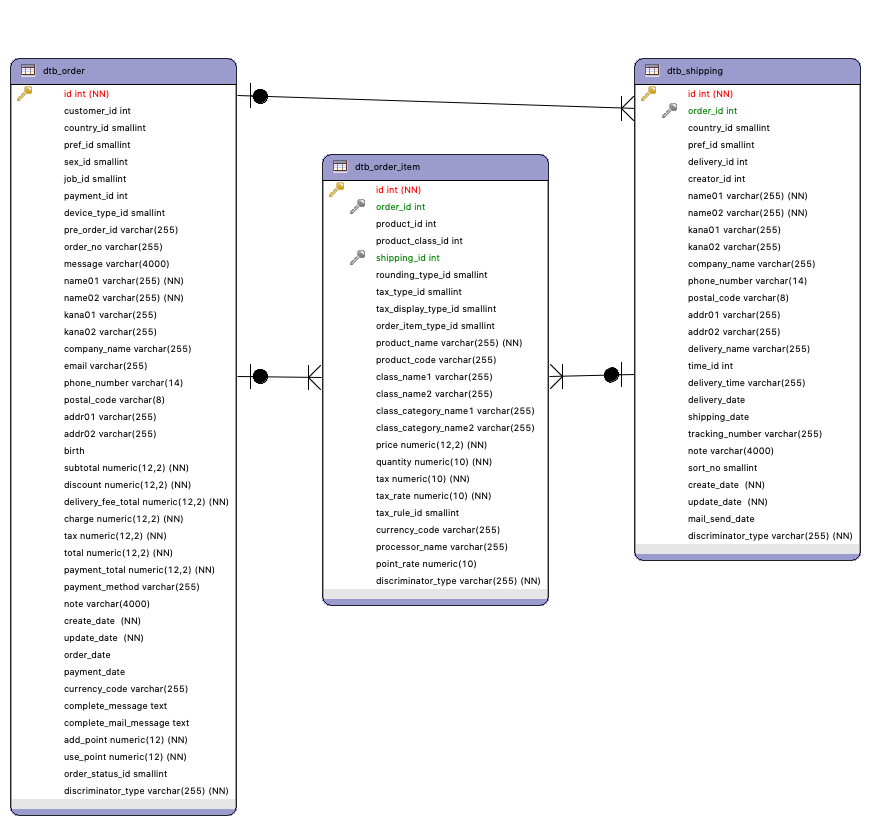 dtb_order
id int (NN)
customer_id int
country_id smallint
pref_id smallint
sex_id smallint
job_id smallint
payment_id int
device_type_id smallint
pre_order_id varchar(255)
order_no varchar(255)
message varchar(4000)
name01 varchar(255) (NN)
name02 varchar(255) (NN)
kana01 varchar(255)
kana02 varchar(255)
company_name varchar(255)
email varchar(255)
phone_number varchar(14)
postal_code varchar(8)
addr01 varchar(255)
addr02 varchar(255)
birth
subtotal numeric(12,2) (NN)
discount numeric(12,2) (NN)
delivery_fee_total numeric(12,2) (NN)
charge numeric(12,2) (NN)
tax numeric(12,2) (NN)
total numeric(12,2) (NN)
payment_total numeric(12,2) (NN)
payment_method varchar(255)
note varchar(4000)
create_date (NN)
update_date (NN)
order_date
payment_date
currency_code varchar(255)
complete_message text
complete_mail_message text
add_point numeric(12) (NN)
use_point numeric(12) (NN)
order_status_id smallint
discriminator_type varchar(255) (NN)
dtb_order_item
id int (NN)
order_id int
product_id int
product_class_id int
shipping_id int
rounding_type_id smallint
tax_type_id smallint
tax_display_type_id smallint
order_item_type_id smallint
product_name varchar(255) (NN)
product_code varchar(255)
class_name1 varchar(255)
class_name2 varchar(255)
class_category_name1 varchar(255)
class_category_name2 varchar(255)
price numeric(12,2) (NN)
quantity numeric(10) (NN)
tax numeric(10) (NN)
tax_rate numeric(10) (NN)
tax_rule_id smallint
currency_code varchar(255)
processor_name varchar(255)
point_rate numeric(10)
discriminator_type varchar(255) (NN)
dtb_shipping
id int (NN)
order_id int
country_id smallint
pref_id smallint
delivery_id int
creator_id int
name01 varchar(255) (NN)
name02 varchar(255) (NN)
kana01 varchar(255)
kana02 varchar(255)
company_name varchar(255)
phone_number varchar(14)
postal_code varchar(8)
addr01 varchar(255)
addr02 varchar(255)
delivery_name varchar(255)
time_id int
delivery_time varchar(255)
delivery_date
shipping_date
tracking_number varchar(255)
note varchar(4000)
sort_no smallint
create_date (NN)
update_date (NN)
mail_send_date
discriminator_type varchar(255) (NN)